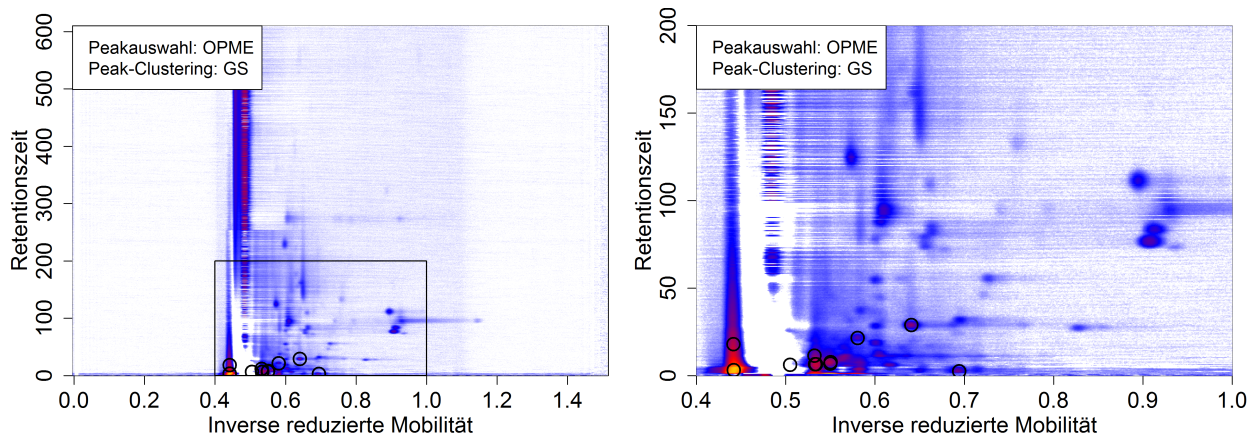 Peakauswahl: OPME
Peak-Clustering: GS
Retentionszeit
0 100 200 300 400 500 600
0.0 0.2 0.4 0.6 0.8 1.0 1.2 1.4
Inverse reduzierte Mobilität
Peakauswahl: OPME
Peak-Clustering: GS
Retentionszeit
0 50 100 150 200
0.4 0.5 0.6 0.7 0.8 0.9 1.0
Inverse reduzierte Mobilität